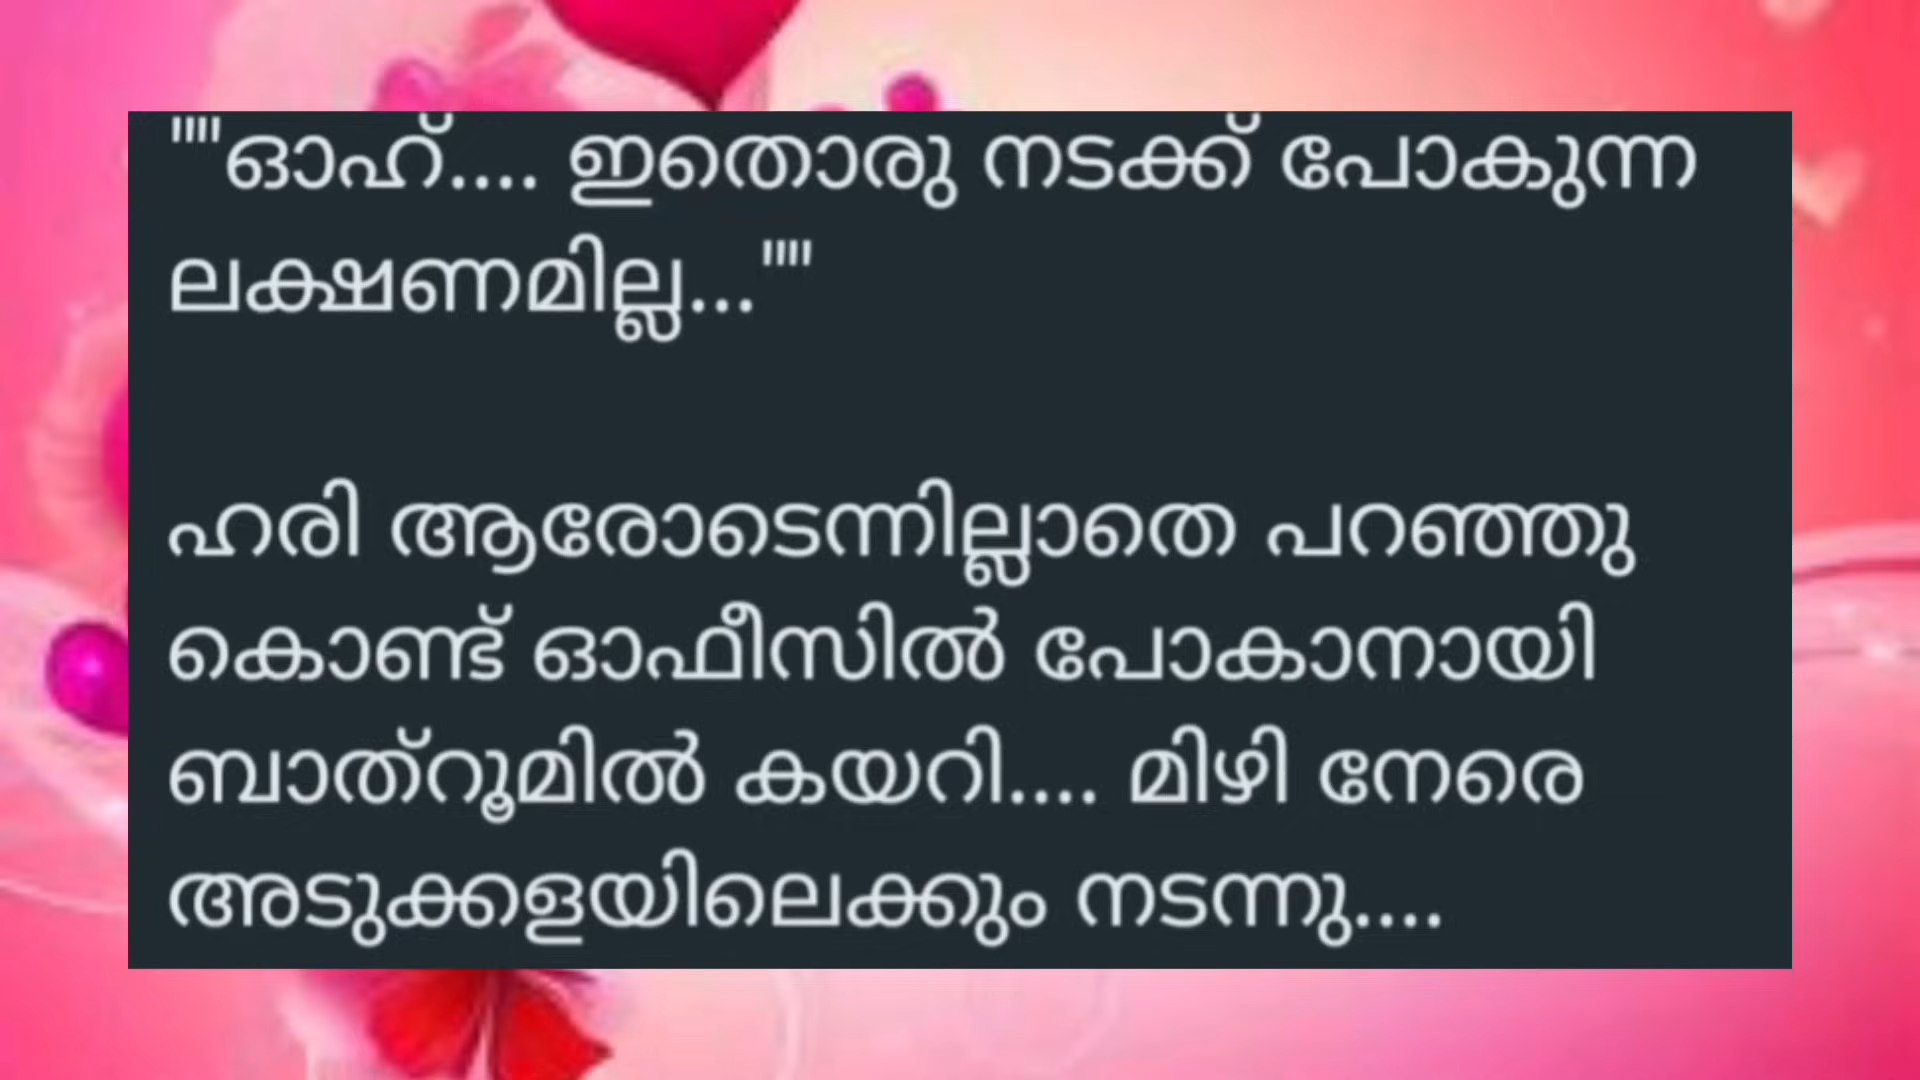 ""ഓഹ്.... ഇതൊരു നടക്ക് പോകുന്ന
ലക്ഷണമില്ല...""
ഹരി ആരോടെന്നില്ലാതെ പറഞ്ഞു
കൊണ്ട് ഓഫീസിൽ പോകാനായി
ബാത്റൂമിൽ കയറി.... മിഴി നേരെ
അടുക്കളയിലെക്കും നടന്നു....